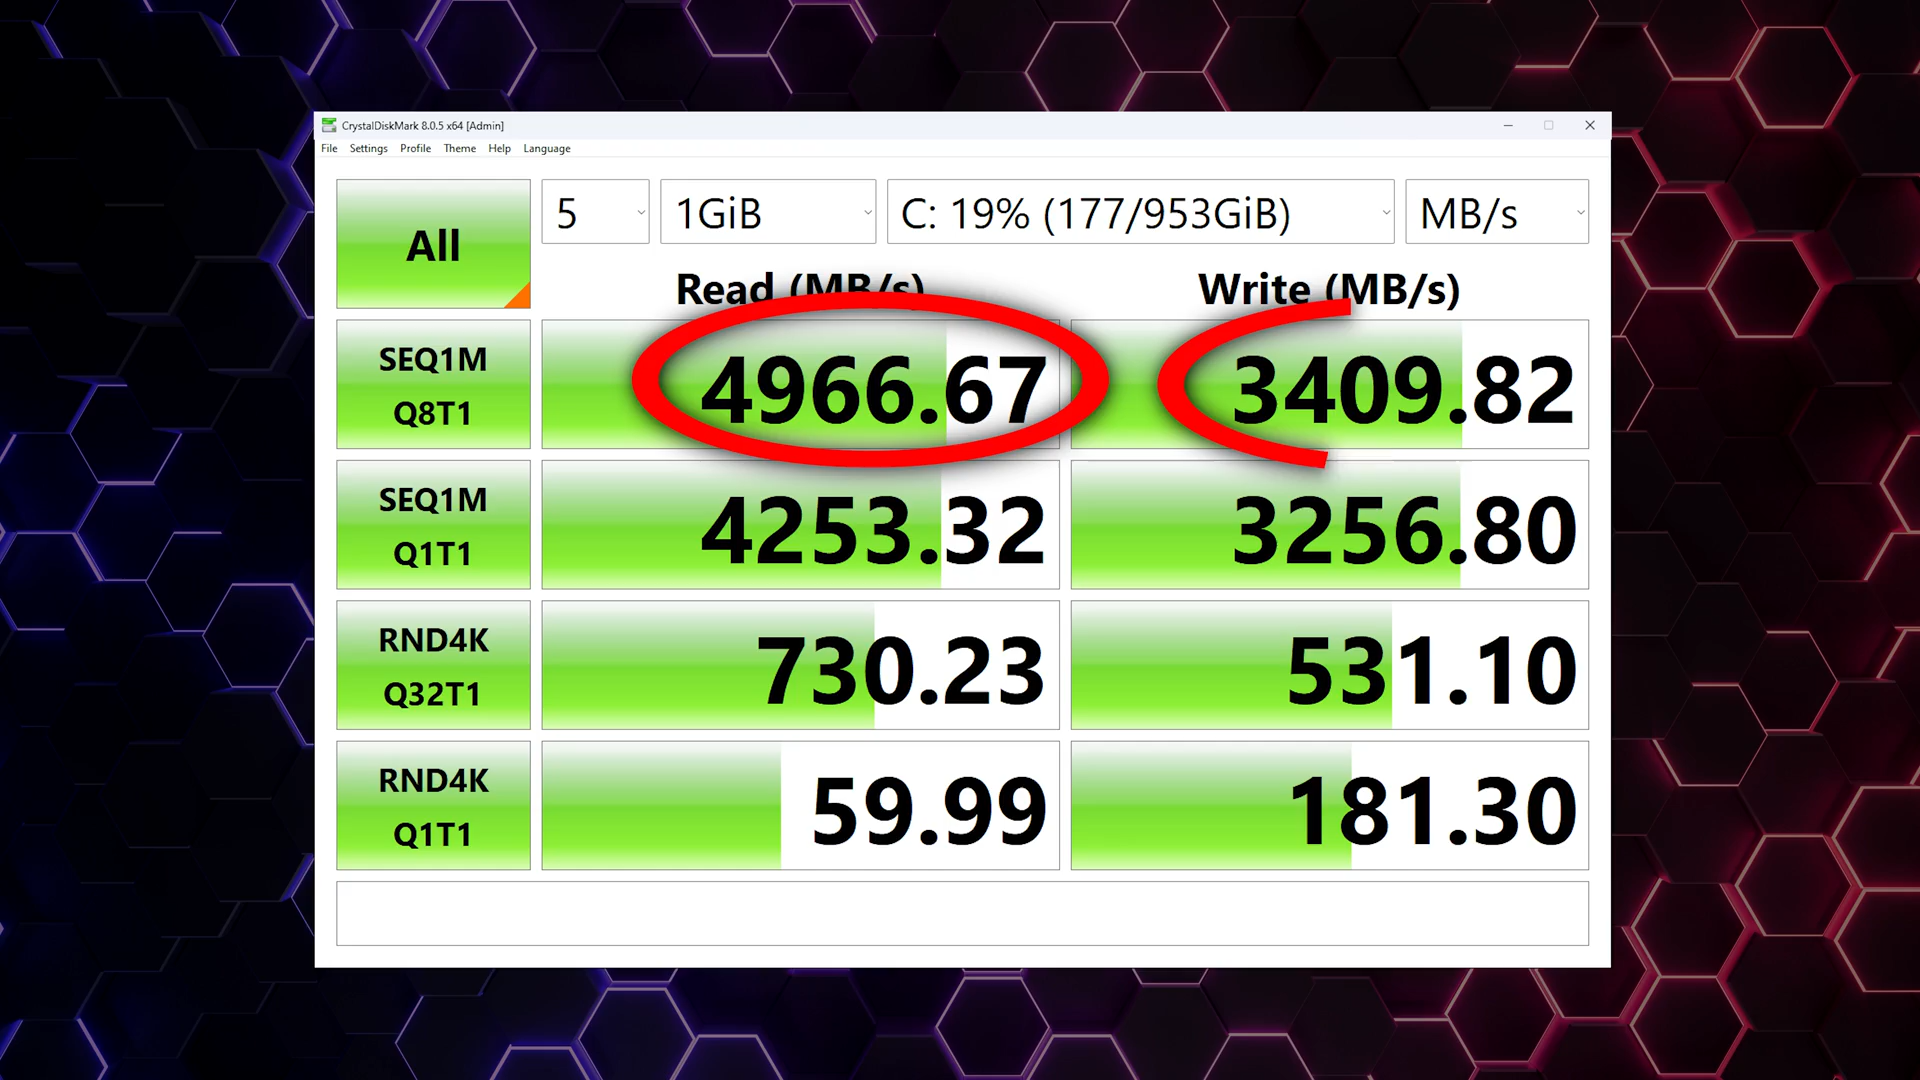 CrystalDiskMark 8.0.5 x64 [Admin]
File Settings Profile Theme Help Language
All 5 1GiB C: 19% (177/953GiB) MB/s
Read (MB/s) Write (MB/s)
SEQ1M
Q8T1
4966.67 3409.82
SEQ1M
Q1T1
4253.32 3256.80
RND4K
Q32T1
730.23 531.10
RND4K
Q1T1
59.99 181.30